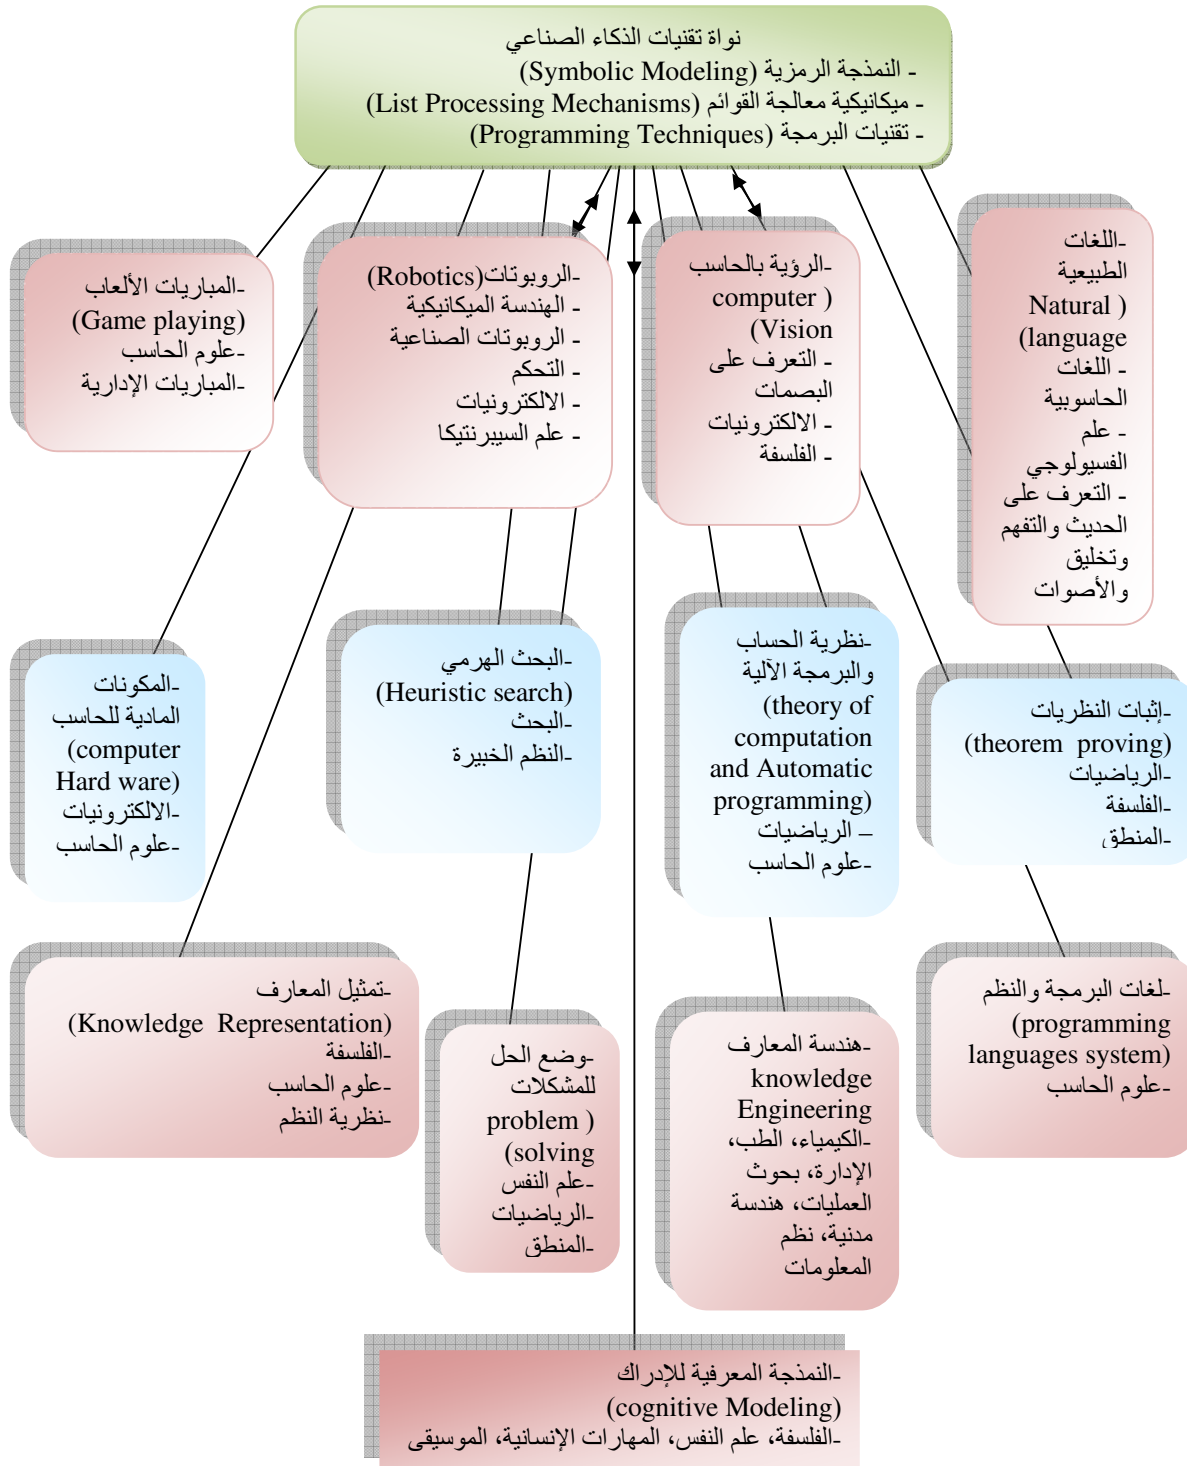 نواة تقنيات الذكاء الصناعي
- النمذجة الرمزية (Symbolic Modeling)
- ميكانيكية معالجة القوائم (List Processing Mechanisms)
- تقنيات البرمجة (Programming Techniques)
-اللغات
الطبيعية
( Natural
language)
- اللغات
الحاسوبية
- علم
الفسيولوجي
- التعرف على
الحديث والتفهم
وتخليق
والأصوات
-الرؤية بالحاسب
( computer
Vision)
- التعرف على
البصمات
- الالكترونيات
- الفلسفة
-الروبوتات(Robotics)
- الهندسة الميكانيكية
- الروبوتات الصناعية
- التحكم
- الالكترونيات
- علم السيبرنتيكا
-المباريات الألعاب
(Game playing)
-علوم الحاسب
-المباريات الإدارية
-إثبات النظريات
(theorem proving)
-الرياضيات
-الفلسفة
-المنطق
-نظرية الحساب
والبرمجة الآلية
(theory of
computation
and Automatic
programming)
– الرياضيات
-علوم الحاسب
-البحث الهرمي
(Heuristic search)
-البحث
-النظم الخبيرة
-المكونات
المادية للحاسب
(computer
Hard ware)
-الالكترونيات
-علوم الحاسب
-لغات البرمجة والنظم
(programming
languages system)
-علوم الحاسب
-هندسة المعارف
knowledge
Engineering
-الكيمياء، الطب،
الإدارة، بحوث
العمليات، هندسة
مدنية، نظم
المعلومات
-وضع الحل
للمشكلات
( problem
solving)
-علم النفس
-الرياضيات
-المنطق
-تمثيل المعارف
(Knowledge Representation)
-الفلسفة
-علوم الحاسب
-نظرية النظم
-النمذجة المعرفية للإدراك
(cognitive Modeling)
-الفلسفة، علم النفس، المهارات الإنسانية، الموسيقى